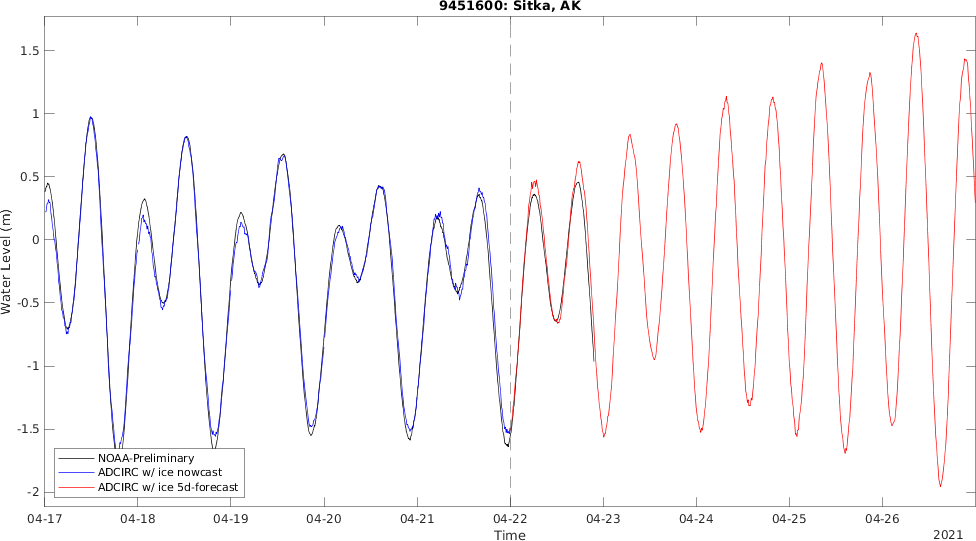 9451600: Sitka, AK
Water Level (m)
1.5
1
0.5
0
-0.5
-1
-1.5
-2
NOAA-Preliminary
ADCIRC w/ ice nowcast
ADCIRC w/ ice 5d-forecast
04-17 04-18 04-19 04-20 04-21 04-22 04-23 04-24 04-25 04-26
Time
2021